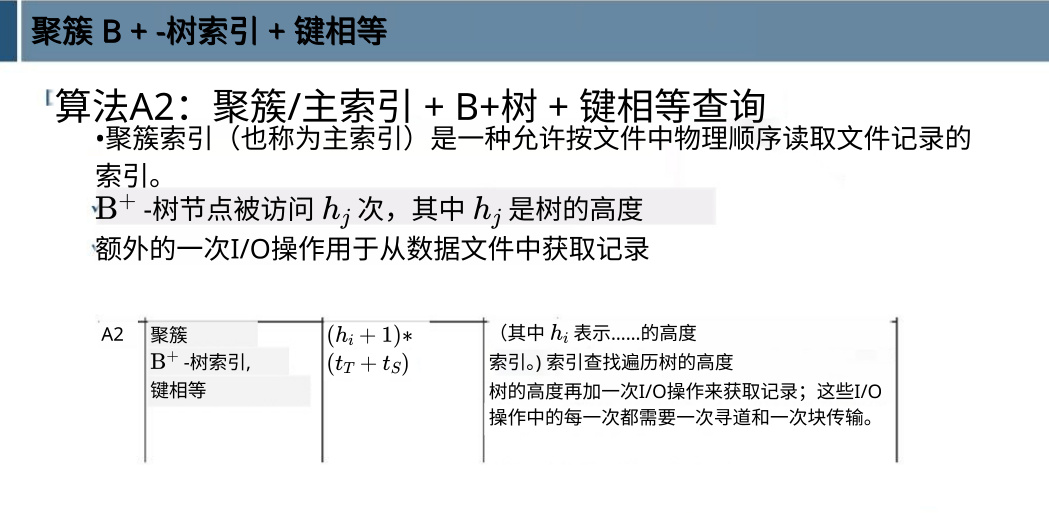 聚簇 B + -树索引 + 键相等
算法A2：聚簇/主索引 + B+树 + 键相等查询
•聚簇索引（也称为主索引）是一种允许按文件中物理顺序读取文件记录的
索引。
B⁺ -树节点被访问 hⱼ 次，其中 hⱼ 是树的高度
额外的一次I/O操作用于从数据文件中获取记录
A2
聚簇
B⁺ -树索引,
键相等
(hᵢ + 1)∗
(t_T + t_S)
（其中 hᵢ 表示……的高度
索引。) 索引查找遍历树的高度
树的高度再加一次I/O操作来获取记录；这些I/O
操作中的每一次都需要一次寻道和一次块传输。